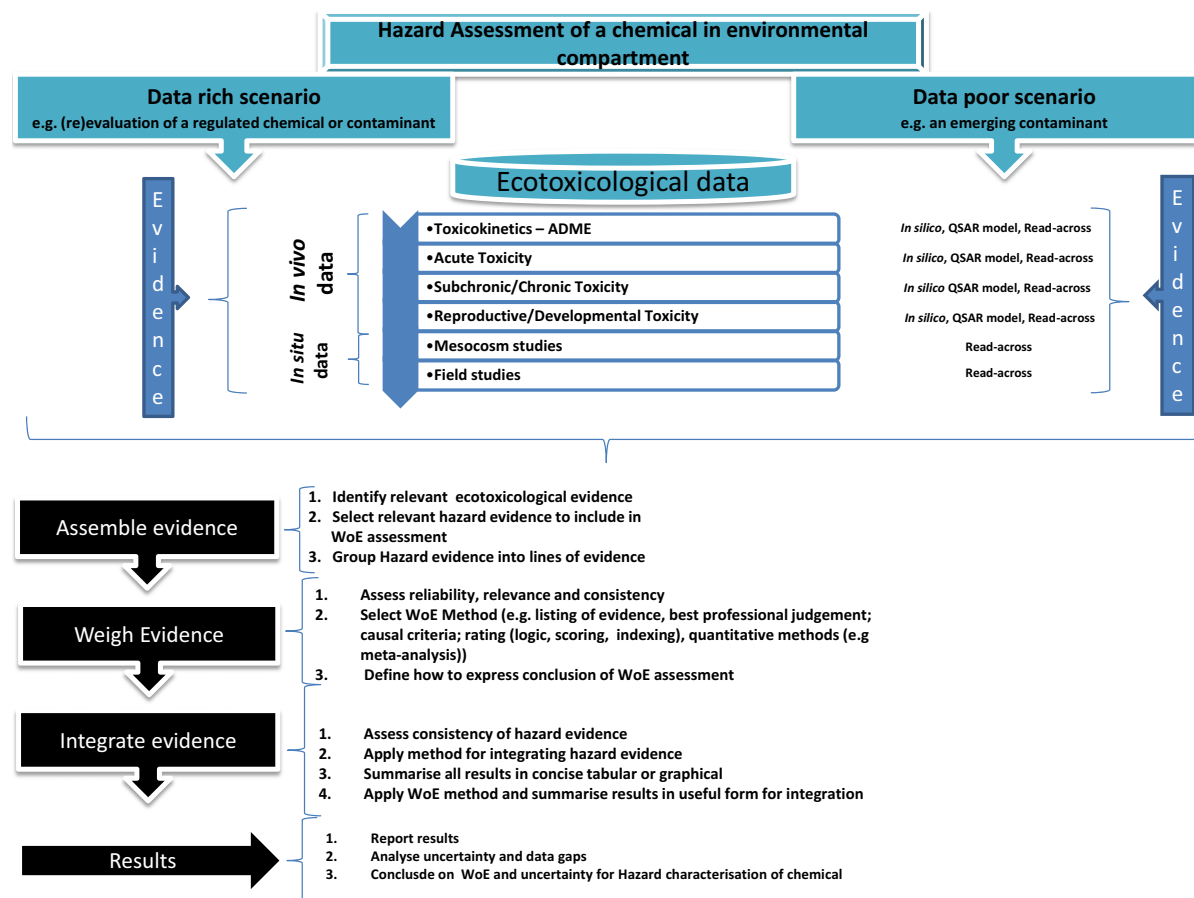 Hazard Assessment of a chemical in environmental
compartment
Data rich scenario
e.g. (re)evaluation of a regulated chemical or contaminant
Data poor scenario
e.g. an emerging contaminant
Ecotoxicological data
Evidence
In vivo
data
In situ
data
•Toxicokinetics – ADME
•Acute Toxicity
•Subchronic/Chronic Toxicity
•Reproductive/Developmental Toxicity
•Mesocosm studies
•Field studies
In silico, QSAR model, Read-across
In silico, QSAR model, Read-across
In silico QSAR model, Read-across
In silico, QSAR model, Read-across
Read-across
Read-across
Evidence
Assemble evidence
1. Identify relevant ecotoxicological evidence
2. Select relevant hazard evidence to include in
WoE assessment
3. Group Hazard evidence into lines of evidence
Weigh Evidence
1. Assess reliability, relevance and consistency
2. Select WoE Method (e.g. listing of evidence, best professional judgement;
causal criteria; rating (logic, scoring, indexing), quantitative methods (e.g
meta-analysis))
3. Define how to express conclusion of WoE assessment
Integrate evidence
1. Assess consistency of hazard evidence
2. Apply method for integrating hazard evidence
3. Summarise all results in concise tabular or graphical
4. Apply WoE method and summarise results in useful form for integration
Results
1. Report results
2. Analyse uncertainty and data gaps
3. Conclusde on WoE and uncertainty for Hazard characterisation of chemical